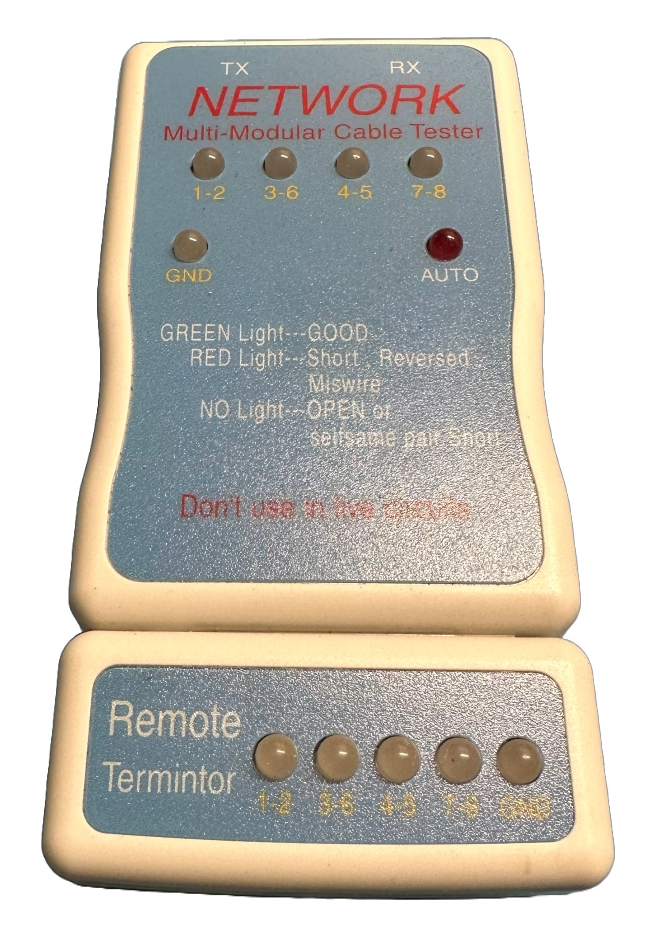 TX RX
NETWORK
Multi-Modular Cable Tester
1-2 3-6 4-5 7-8
GND AUTO
GREEN Light---GOOD
RED Light---Short , Reversed
Miswire
NO Light---OPEN or
selfsame pair Short
Don't use in live circuits
Remote
Termintor
1-2 3-6 4-5 7-8 GND